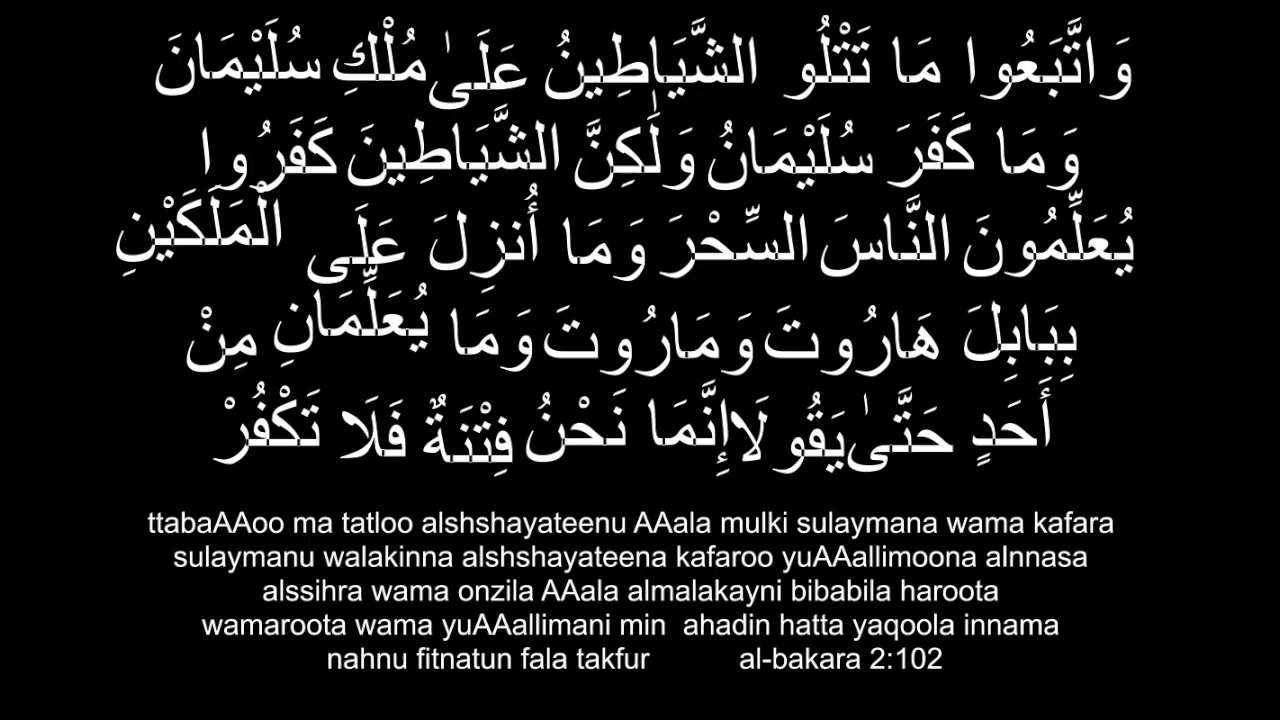 وَاتَّبَعُوا مَا تَتْلُو الشَّيَاطِينُ عَلَىٰ مُلْكِ سُلَيْمَانَ
وَمَا كَفَرَ سُلَيْمَانُ وَلَٰكِنَّ الشَّيَاطِينَ كَفَرُوا
يُعَلِّمُونَ النَّاسَ السِّحْرَ وَمَا أُنزِلَ عَلَى الْمَلَكَيْنِ
بِبَابِلَ هَارُوتَ وَمَارُوتَ وَمَا يُعَلِّمَانِ مِنْ
أَحَدٍ حَتَّىٰ يَقُولَا إِنَّمَا نَحْنُ فِتْنَةٌ فَلَا تَكْفُرْ
ttabaAAoo ma tatloo alshshayateenu AAala mulki sulaymana wama kafara
sulaymanu walakinna alshshayateena kafaroo yuAAallimoona alnnasa
alssihra wama onzila AAala almalakayni bibabila haroota
wamaroota wama yuAAallimani min ahadin hatta yaqoola innama
nahnu fitnatun fala takfur al-bakara 2:102